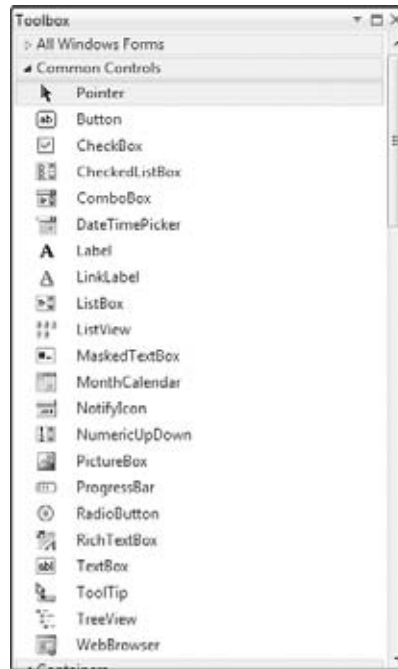 Toolbox
All Windows Forms
Common Controls
Pointer
Button
CheckBox
CheckedListBox
ComboBox
DateTimePicker
Label
LinkLabel
ListBox
ListView
MaskedTextBox
MonthCalendar
NotifyIcon
NumericUpDown
PictureBox
ProgressBar
RadioButton
RichTextBox
TextBox
ToolTip
TreeView
WebBrowser
Containers